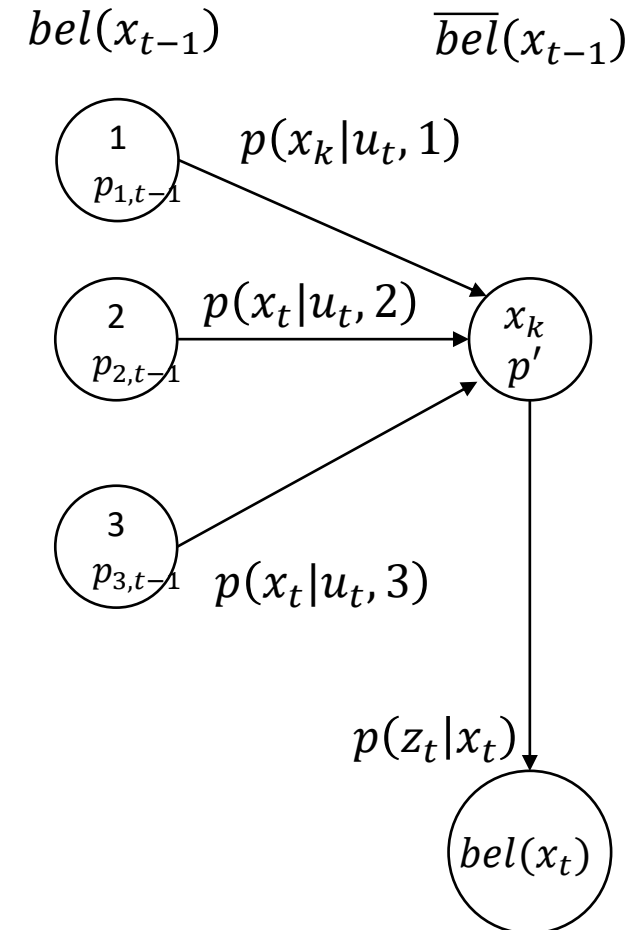 bel(x_{t−1})
\overline{bel}(x_{t−1})
1
p_{1,t−1}
p(x_k|u_t, 1)
2
p_{2,t−1}
p(x_t|u_t, 2)
x_k
p′
3
p_{3,t−1}
p(x_t|u_t, 3)
p(z_t|x_t)
bel(x_t)